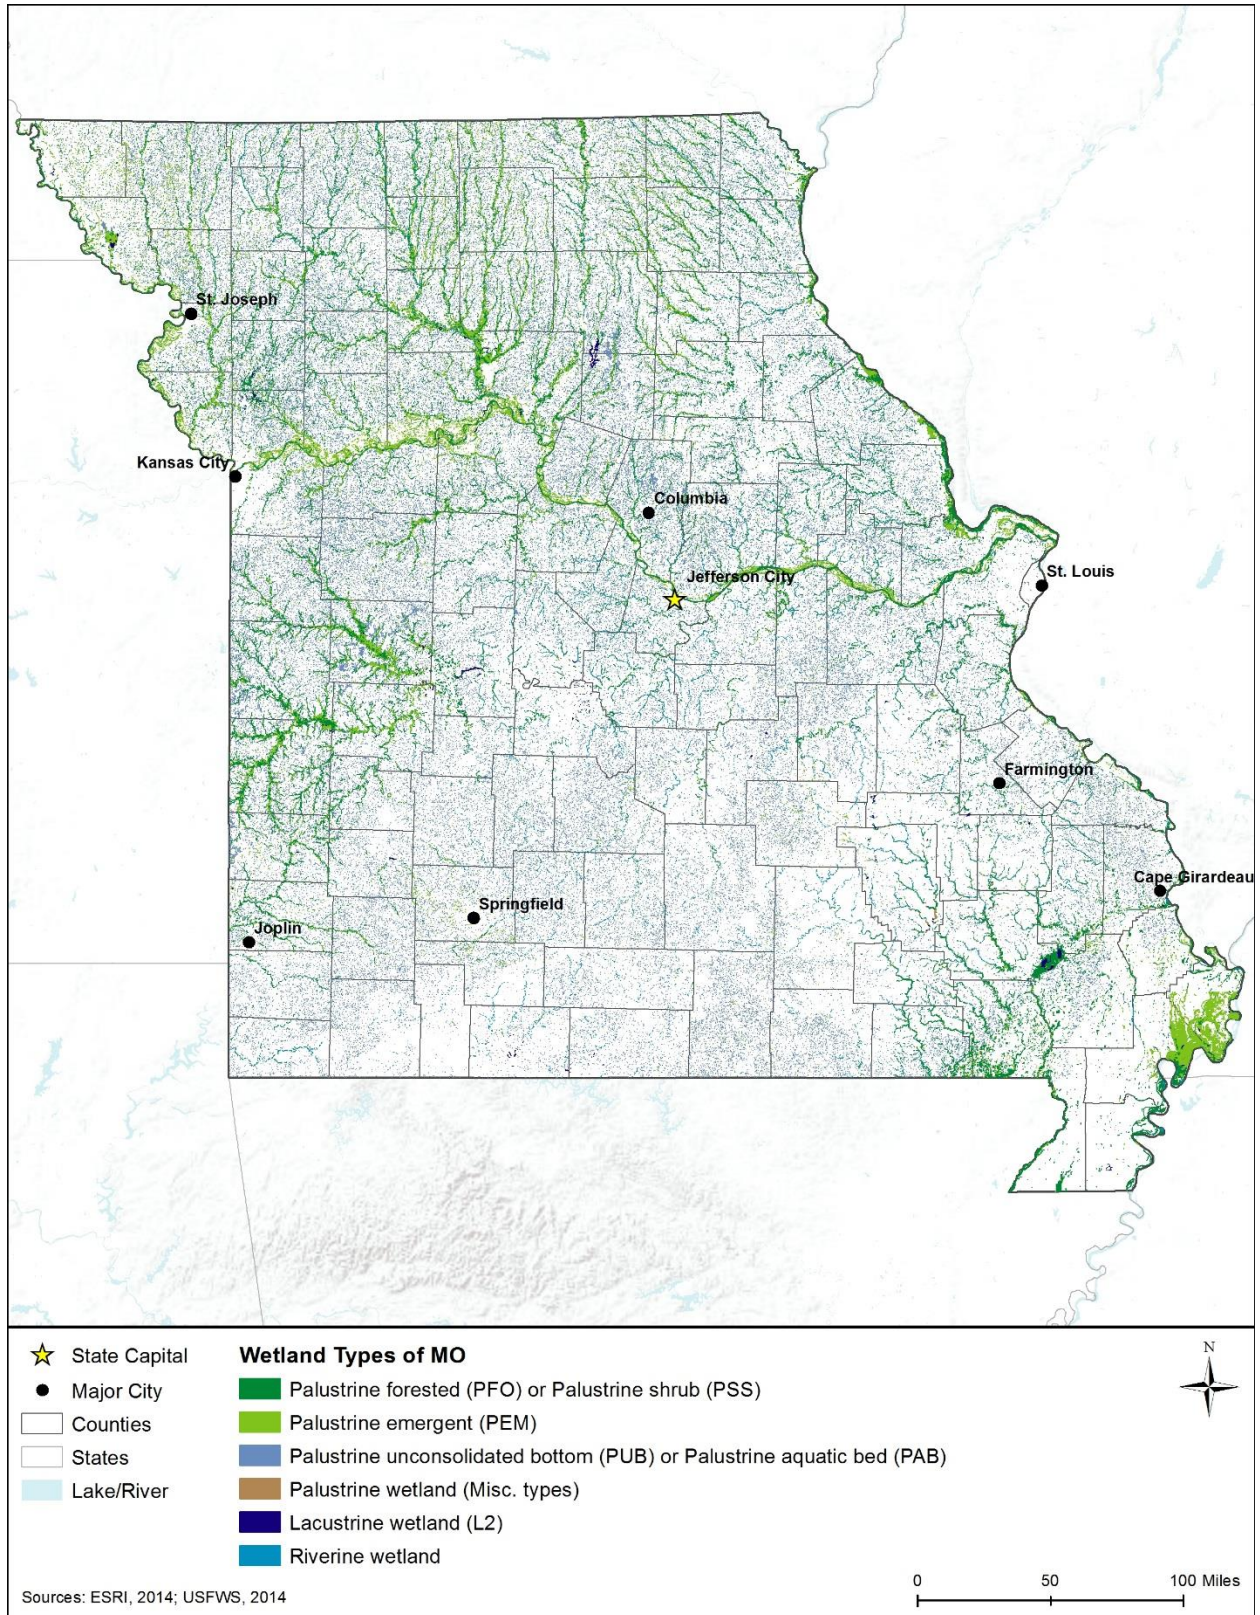 St. Joseph
Kansas City
Columbia
Jefferson City
St. Louis
Farmington
Cape Girardeau
Springfield
Joplin
State Capital
Major City
Counties
States
Lake/River
Wetland Types of MO
Palustrine forested (PFO) or Palustrine shrub (PSS)
Palustrine emergent (PEM)
Palustrine unconsolidated bottom (PUB) or Palustrine aquatic bed (PAB)
Palustrine wetland (Misc. types)
Lacustrine wetland (L2)
Riverine wetland
N
Sources: ESRI, 2014; USFWS, 2014
0 50 100 Miles